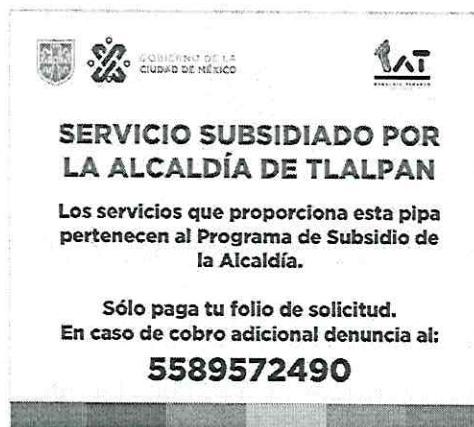 GOBIERNO DE LA
CIUDAD DE MÉXICO
SERVICIO SUBSIDIADO POR
LA ALCALDÍA DE TLALPAN
Los servicios que proporciona esta pipa
pertenecen al Programa de Subsidio de
la Alcaldía.
Sólo paga tu folio de solicitud.
En caso de cobro adicional denuncia al:
5589572490